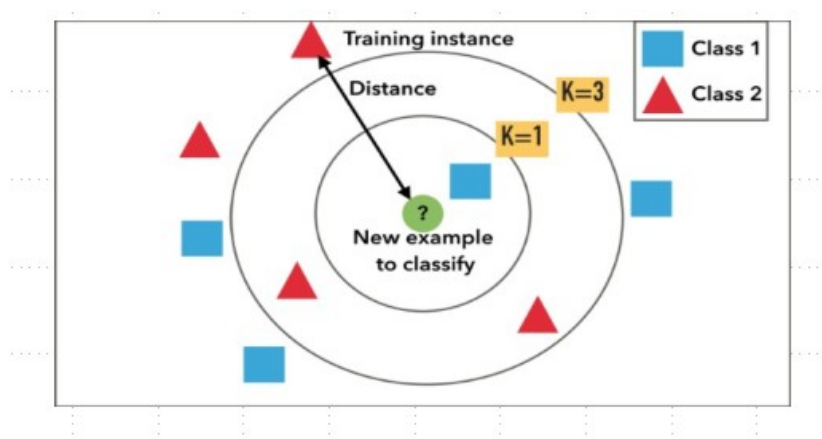 Training instance
Class 1
Distance
K=3
Class 2
K=1
?
New example
to classify